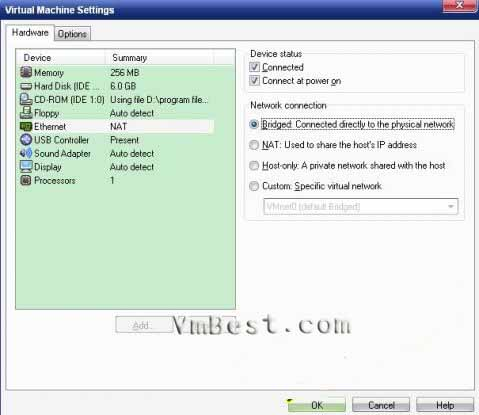 Virtual Machine Settings
Hardware Options
Device Summary
Memory 256 MB
Hard Disk (IDE ... 6.0 GB
CD-ROM (IDE 1:0) Using file D:\program file...
Floppy Auto detect
Ethernet NAT
USB Controller Present
Sound Adapter Auto detect
Display Auto detect
Processors 1
Add...
Device status
Connected
Connect at power on
Network connection
Bridged: Connected directly to the physical network
NAT: Used to share the host's IP address
Host-only: A private network shared with the host
Custom: Specific virtual network
VMnet0 (default Bridged)
VmBest.com
OK Cancel Help